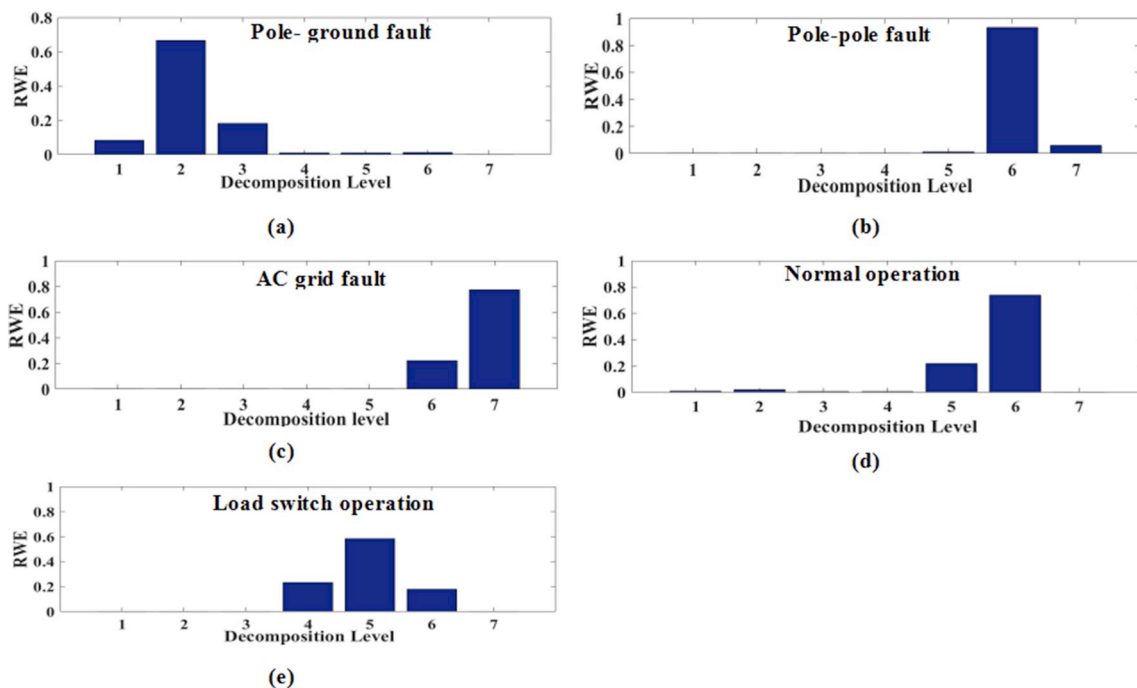 Pole- ground fault
RWE
0.8
0.6
0.4
0.2
0
1 2 3 4 5 6 7
Decomposition Level
(a)
Pole-pole fault
RWE
1
0.8
0.6
0.4
0.2
0
1 2 3 4 5 6 7
Decomposition Level
(b)
AC grid fault
RWE
1
0.8
0.6
0.4
0.2
0
1 2 3 4 5 6 7
Decomposition level
(c)
Normal operation
RWE
1
0.8
0.6
0.4
0.2
0
1 2 3 4 5 6 7
Decomposition Level
(d)
Load switch operation
RWE
1
0.8
0.6
0.4
0.2
0
1 2 3 4 5 6 7
Decomposition Level
(e)